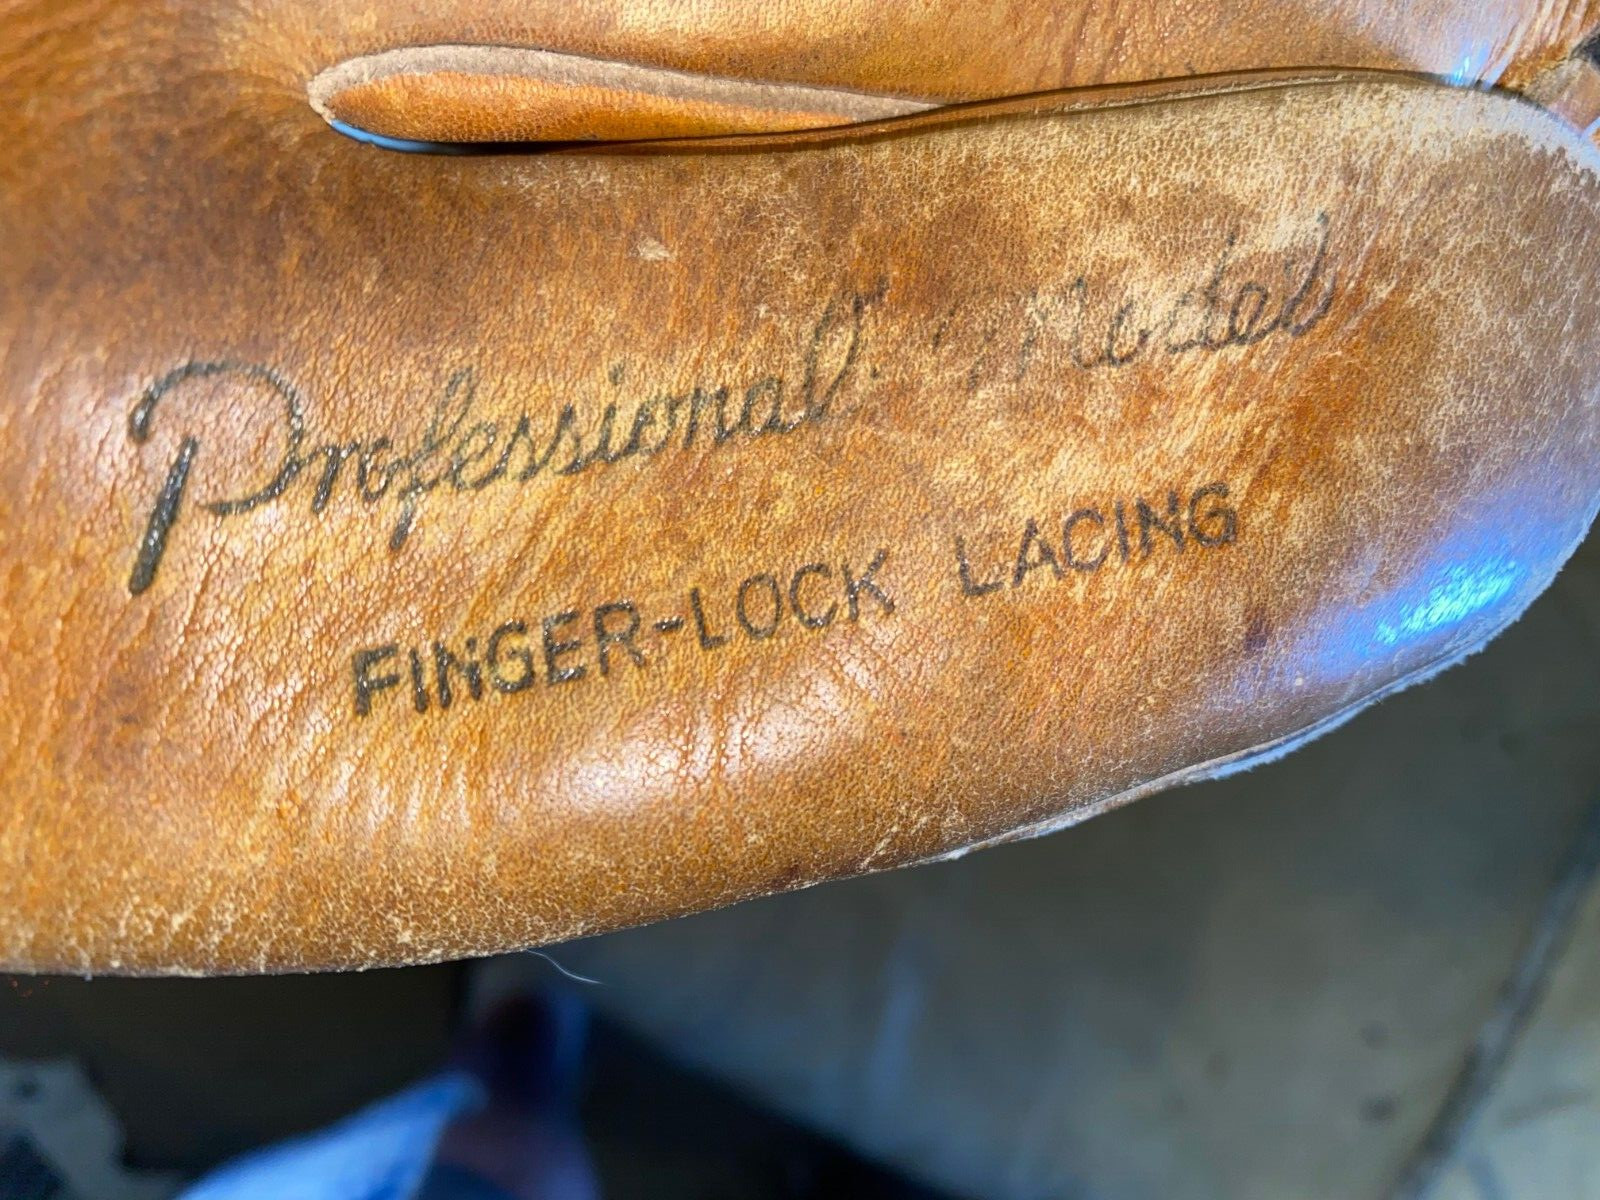 Professional Model
FINGER-LOCK LACING